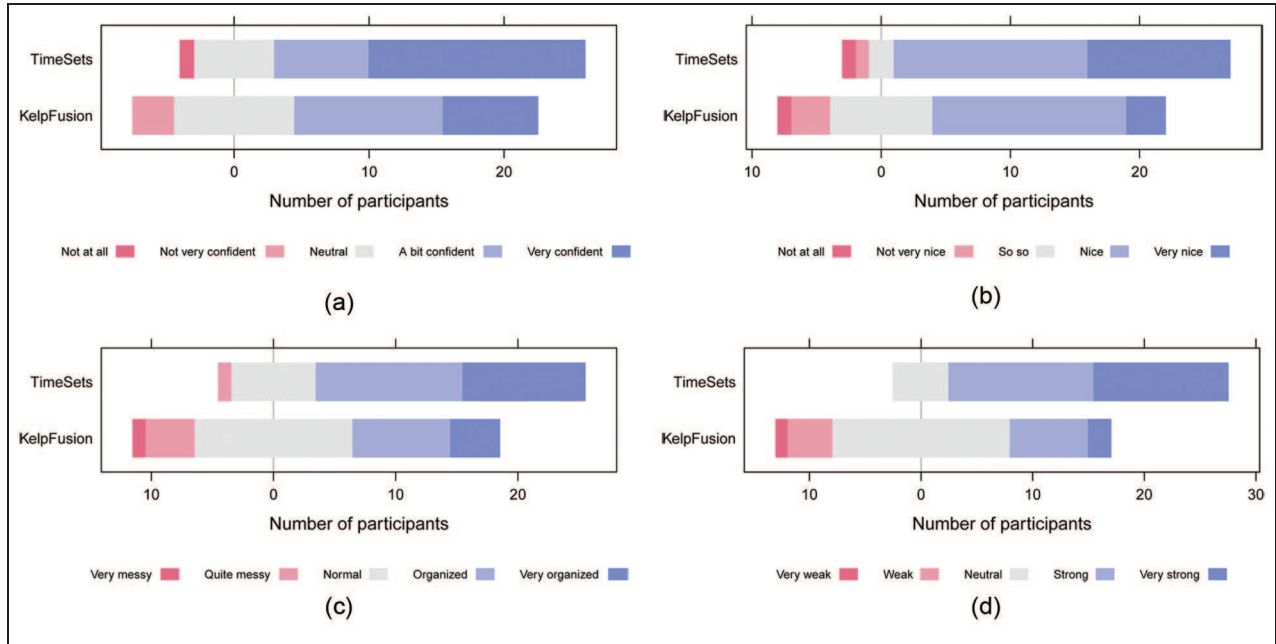 TimeSets
KelpFusion
0 10 20
Number of participants
Not at all Not very confident Neutral A bit confident Very confident
(a)
TimeSets
KelpFusion
10 0 10 20
Number of participants
Not at all Not very nice So so Nice Very nice
(b)
TimeSets
KelpFusion
10 0 10 20
Number of participants
Very messy Quite messy Normal Organized Very organized
(c)
TimeSets
KelpFusion
10 0 10 20 30
Number of participants
Very weak Weak Neutral Strong Very strong
(d)